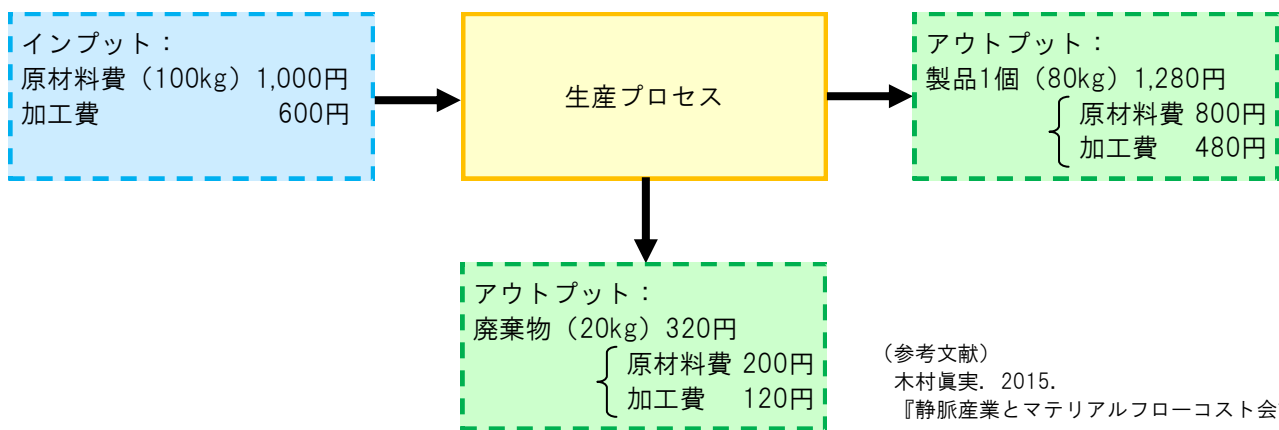 インプット：
原材料費（100kg）1,000円
加工費 600円
生産プロセス
アウトプット：
製品1個（80kg）1,280円
原材料費 800円
加工費 480円
アウトプット：
廃棄物（20kg）320円
原材料費 200円
加工費 120円
（参考文献）
木村眞実. 2015.
『静脈産業とマテリアルフローコスト会